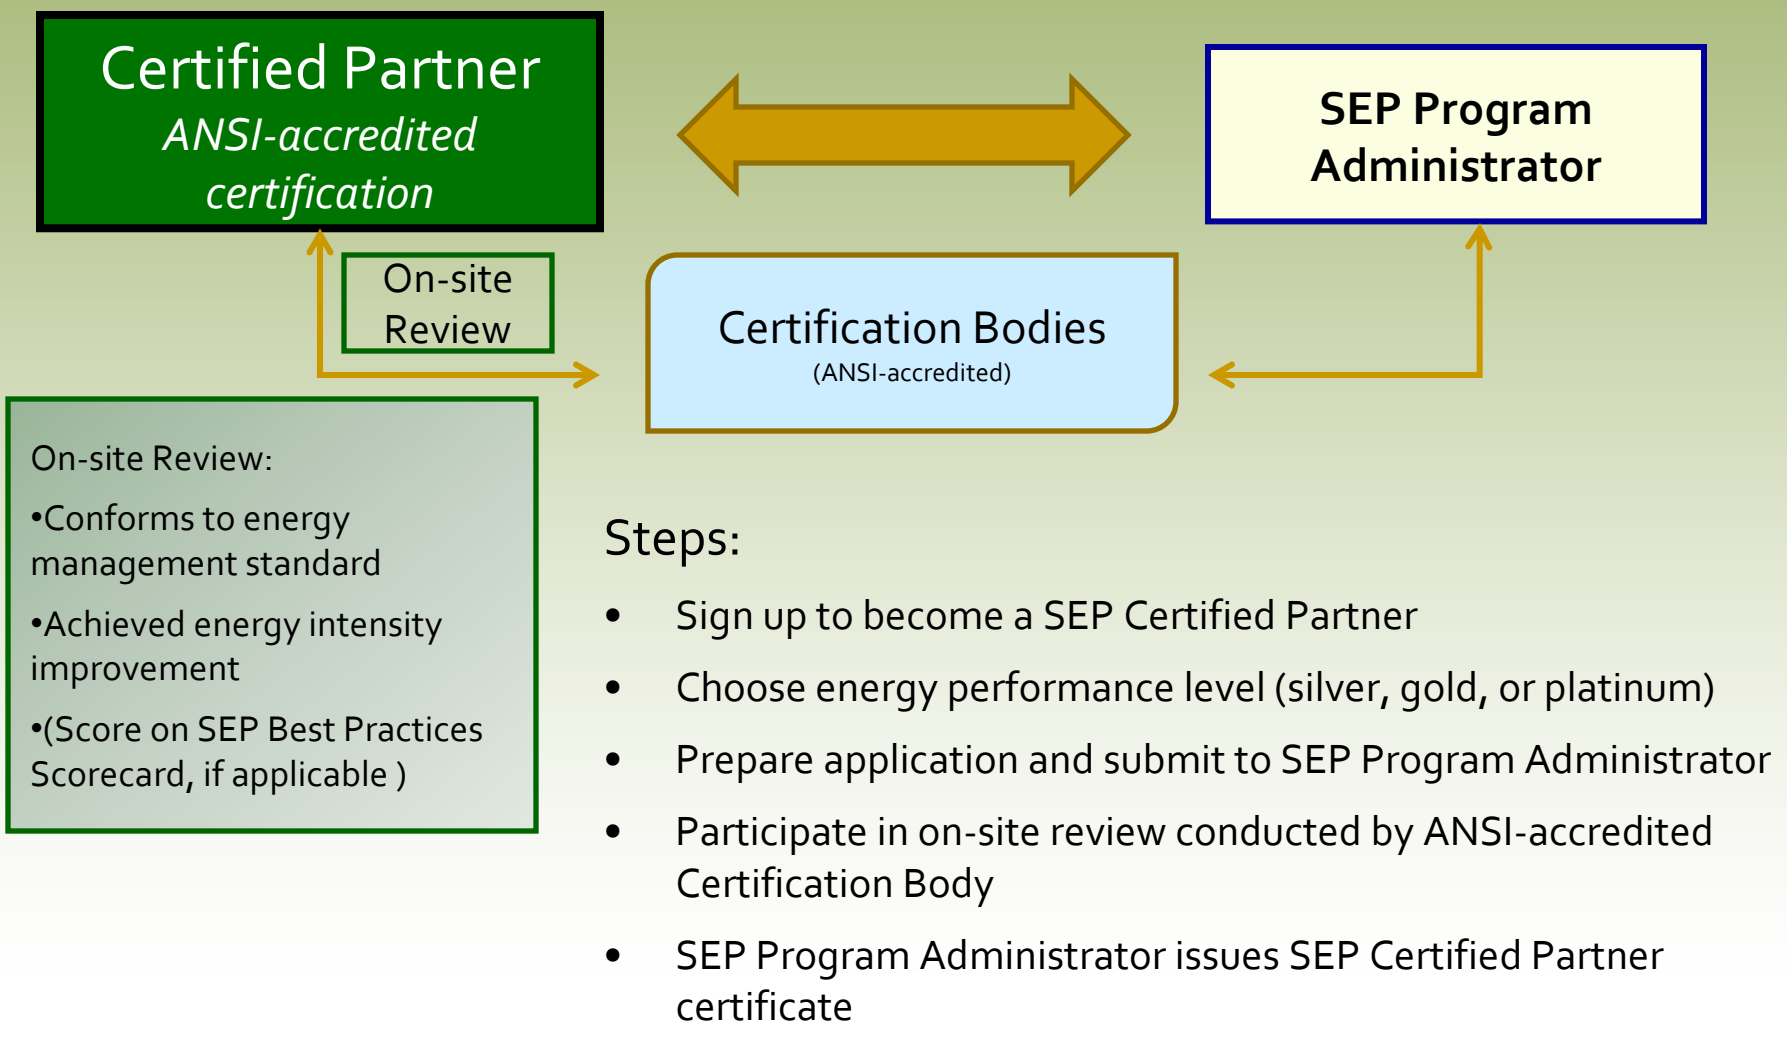 Certified Partner
ANSI-accredited
certification
SEP Program
Administrator
On-site
Review
Certification Bodies
(ANSI-accredited)
On-site Review:
•Conforms to energy
management standard
•Achieved energy intensity
improvement
•(Score on SEP Best Practices
Scorecard, if applicable )
Steps:
• Sign up to become a SEP Certified Partner
• Choose energy performance level (silver, gold, or platinum)
• Prepare application and submit to SEP Program Administrator
• Participate in on-site review conducted by ANSI-accredited
Certification Body
• SEP Program Administrator issues SEP Certified Partner
certificate